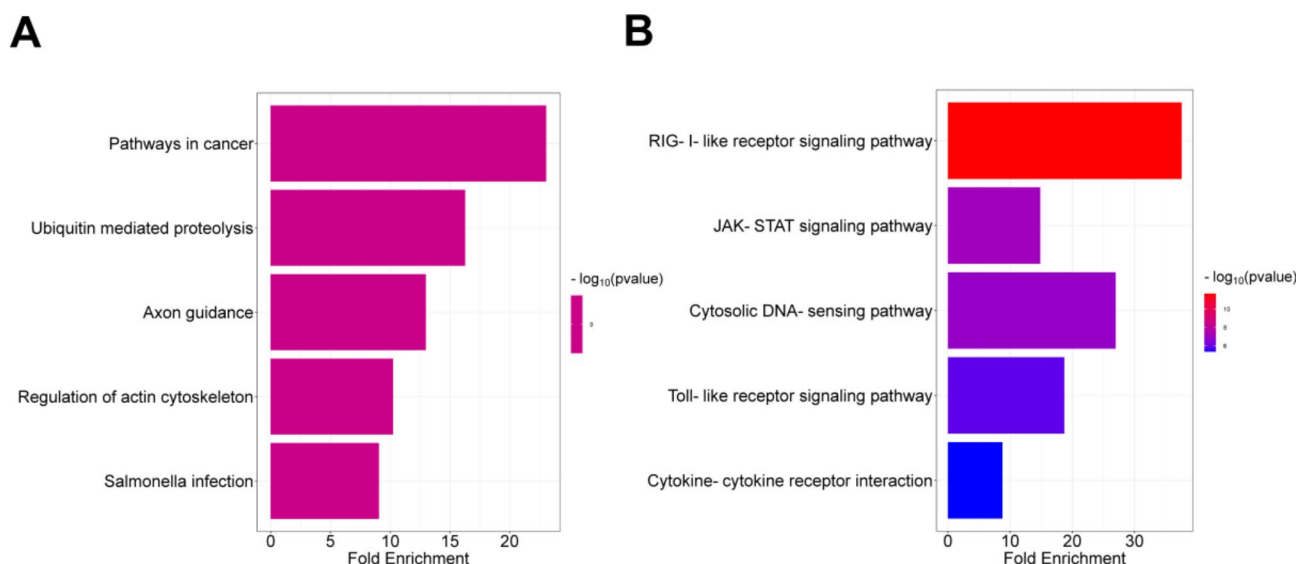 A
Pathways in cancer
Ubiquitin mediated proteolysis
Axon guidance
Regulation of actin cytoskeleton
Salmonella infection
0 5 10 15 20
Fold Enrichment
- log10(pvalue)
0
B
RIG- I- like receptor signaling pathway
JAK- STAT signaling pathway
Cytosolic DNA- sensing pathway
Toll- like receptor signaling pathway
Cytokine- cytokine receptor interaction
0 10 20 30
Fold Enrichment
- log10(pvalue)
10
8
6